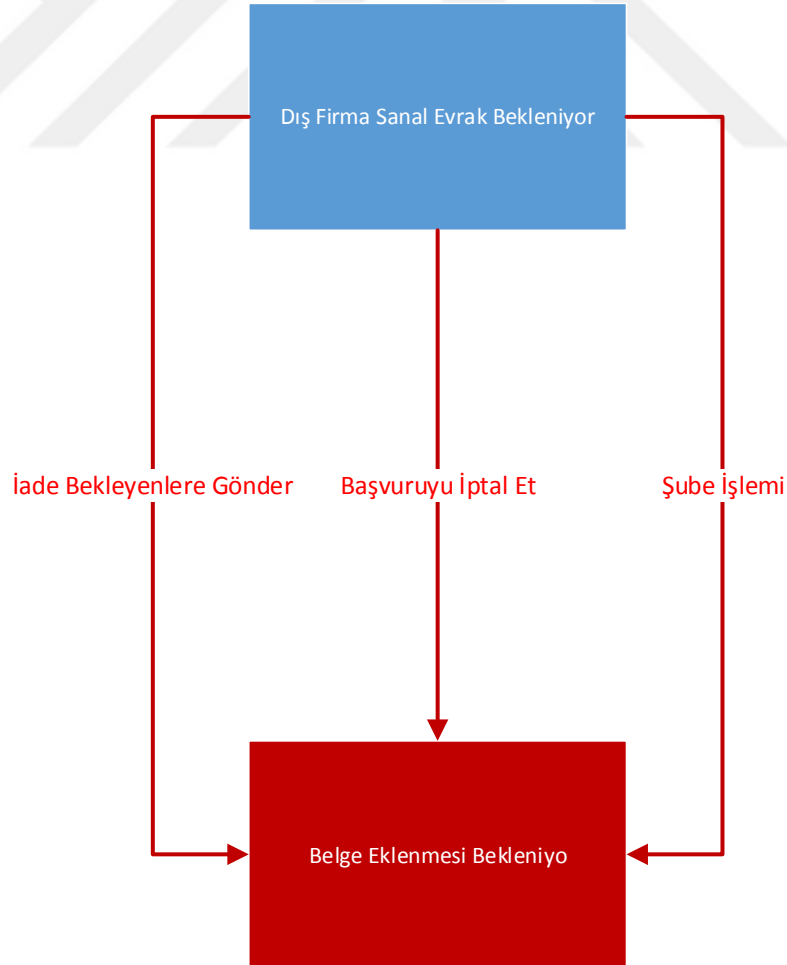 Dış Firma Sanal Evrak Bekleniyor
İade Bekleyenlere Gönder
Başvuruyu İptal Et
Şube İşlemi
Belge Eklenmesi Bekleniyo